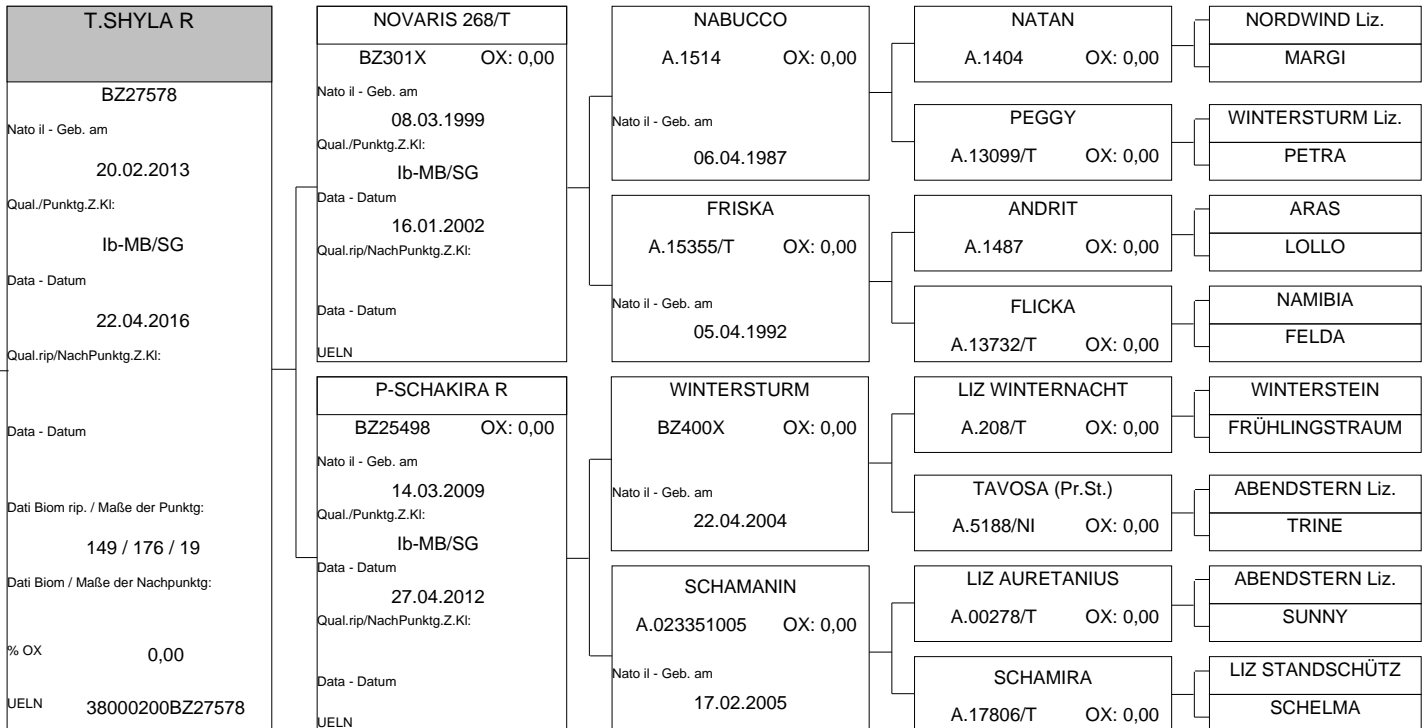 T.SHYLA R
BZ27578
Nato il - Geb. am
20.02.2013
Qual./Punktg.Z.Kl:
Ib-MB/SG
Data - Datum
22.04.2016
Qual.rip/NachPunktg.Z.Kl:
Data - Datum
Dati Biom rip. / Maße der Punktg:
149 / 176 / 19
Dati Biom / Maße der Nachpunktg:
% OX 0,00
UELN 38000200BZ27578
NOVARIS 268/T
BZ301X OX: 0,00
Nato il - Geb. am
08.03.1999
Qual./Punktg.Z.Kl:
Ib-MB/SG
Data - Datum
16.01.2002
Qual.rip/NachPunktg.Z.Kl:
Data - Datum
UELN
P-SCHAKIRA R
BZ25498 OX: 0,00
Nato il - Geb. am
14.03.2009
Qual./Punktg.Z.Kl:
Ib-MB/SG
Data - Datum
27.04.2012
Qual.rip/NachPunktg.Z.Kl:
Data - Datum
UELN
NABUCCO
A.1514 OX: 0,00
Nato il - Geb. am
06.04.1987
FRISKA
A.15355/T OX: 0,00
Nato il - Geb. am
05.04.1992
WINTERSTURM
BZ400X OX: 0,00
Nato il - Geb. am
22.04.2004
SCHAMANIN
A.023351005 OX: 0,00
Nato il - Geb. am
17.02.2005
NATAN
A.1404 OX: 0,00
PEGGY
A.13099/T OX: 0,00
ANDRIT
A.1487 OX: 0,00
FLICKA
A.13732/T OX: 0,00
LIZ WINTERNACHT
A.208/T OX: 0,00
TAVOSA (Pr.St.)
A.5188/NI OX: 0,00
LIZ AURETANIUS
A.00278/T OX: 0,00
SCHAMIRA
A.17806/T OX: 0,00
NORDWIND Liz.
MARGI
WINTERSTURM Liz.
PETRA
ARAS
LOLLO
NAMIBIA
FELDA
WINTERSTEIN
FRÜHLINGSTRAUM
ABENDSTERN Liz.
TRINE
ABENDSTERN Liz.
SUNNY
LIZ STANDSCHÜTZ
SCHELMA